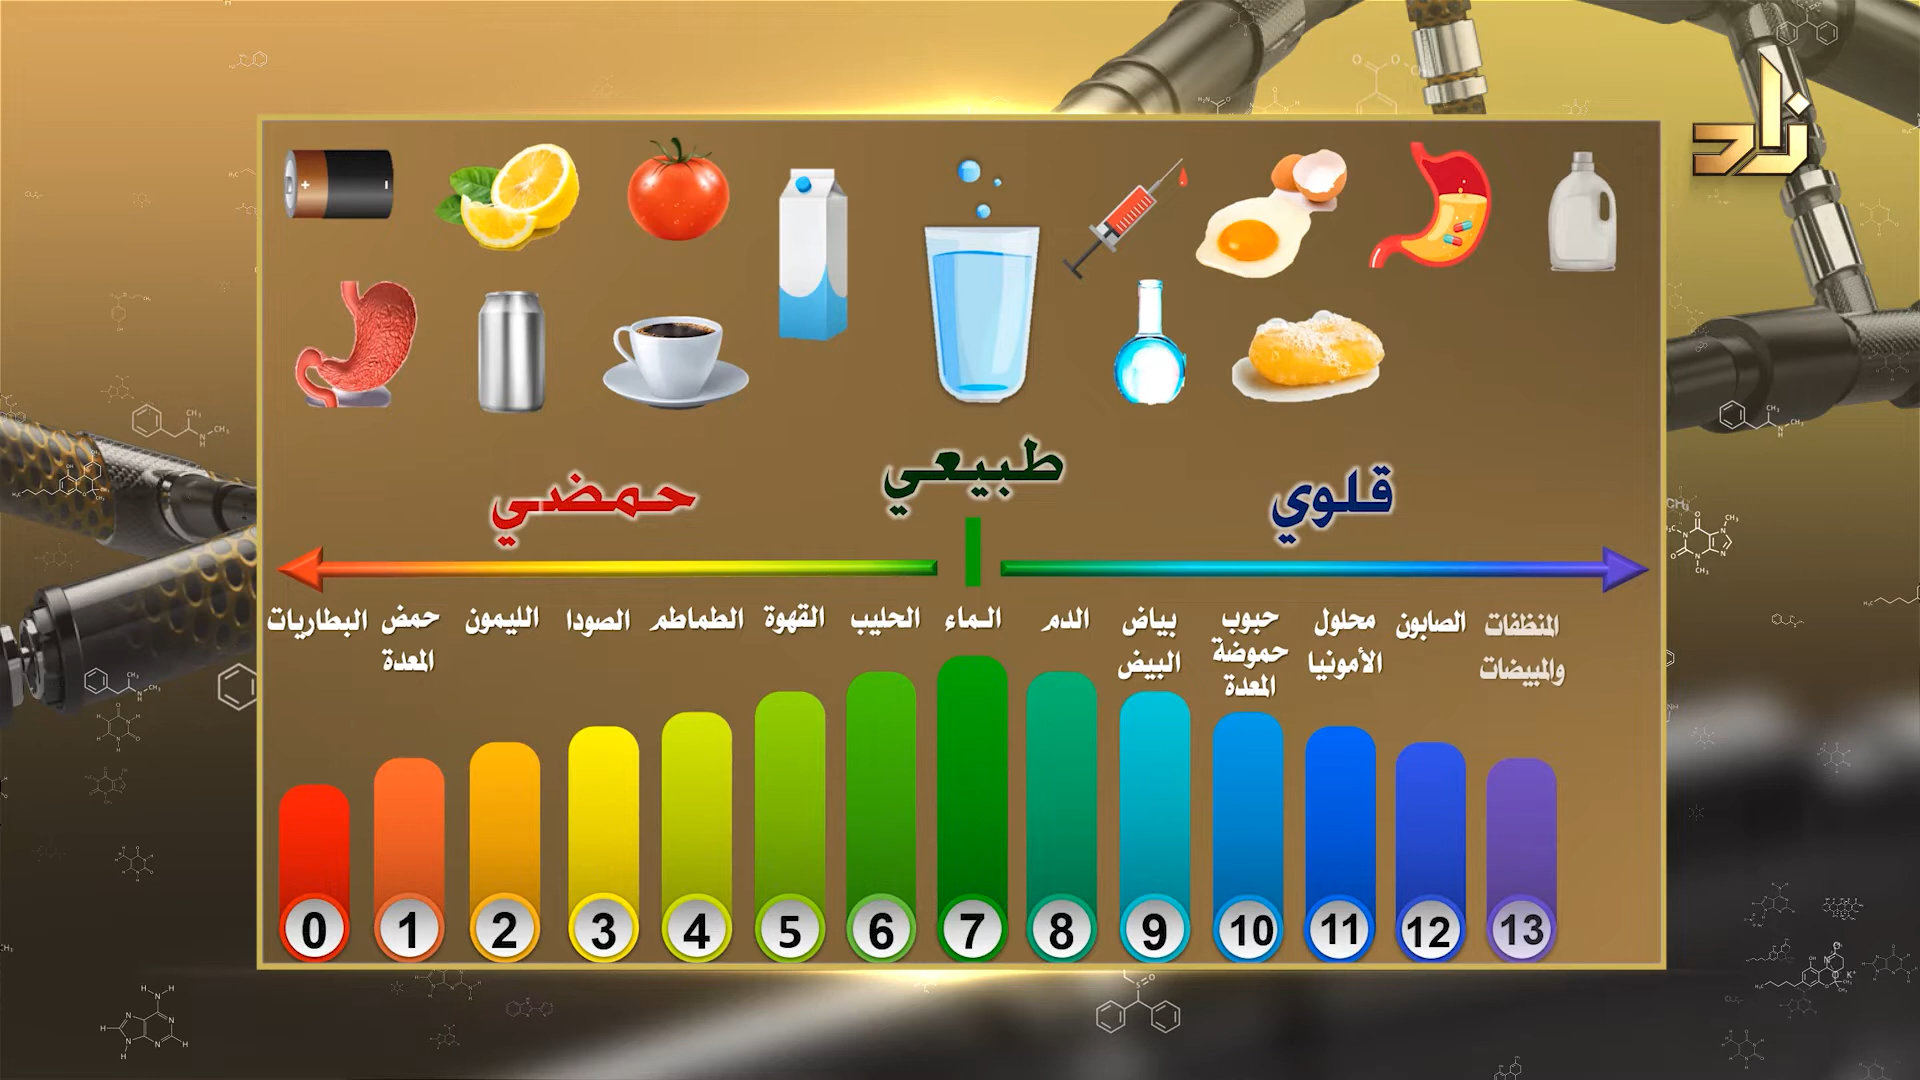 زاد
قلوي
طبيعي
حمضي
البطاريات
حمض
المعدة
الليمون
الصودا
الطماطم
القهوة
الحليب
الماء
الدم
بياض
البيض
حبوب
حموضة
المعدة
محلول
الأمونيا
الصابون
المنظفات
والمبيضات
0 1 2 3 4 5 6 7 8 9 10 11 12 13